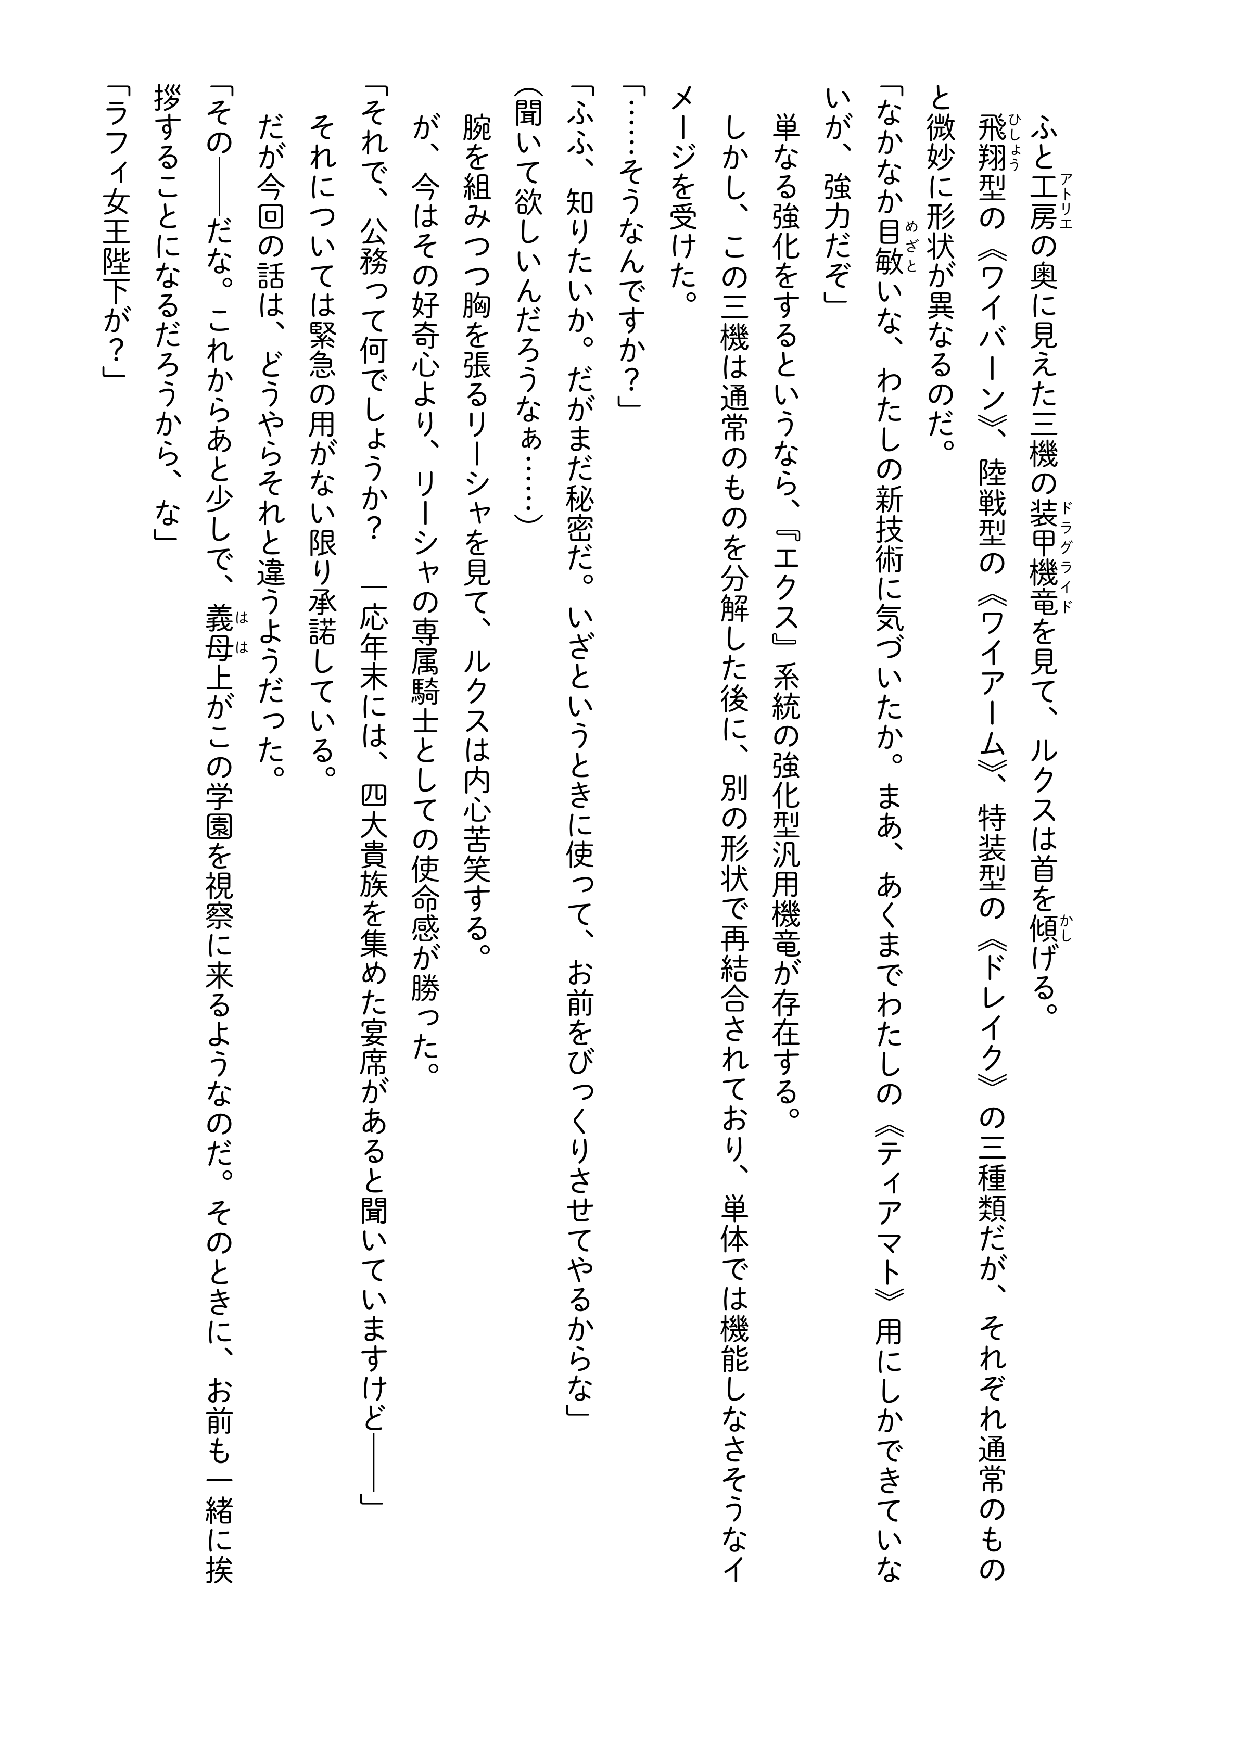 ふと工房の奥に見えた三機の装甲機竜を見て、ルクスは首を傾げる。
飛翔型の《ワイバーン》、陸戦型の《ワイアーム》、特装型の《ドレイク》の三種類だが、それぞれ通常のもの
と微妙に形状が異なるのだ。
「なかなか目敏いな、わたしの新技術に気づいたか。まあ、あくまでわたしの《ティアマト》用にしかできていな
いが、強力だぞ」
単なる強化をするというなら、『エクス』系統の強化型汎用機竜が存在する。
しかし、この三機は通常のものを分解した後に、別の形状で再結合されており、単体では機能しなさそうなイ
メージを受けた。
「……そうなんですか？」
「ふふ、知りたいか。だがまだ秘密だ。いざというときに使って、お前をびっくりさせてやるからな」
（聞いて欲しいんだろうなぁ……）
腕を組みつつ胸を張るリーシャを見て、ルクスは内心苦笑する。
が、今はその好奇心より、リーシャの専属騎士としての使命感が勝った。
「それで、公務って何でしょうか？　一応年末には、四大貴族を集めた宴席があると聞いていますけど――」
それについては緊急の用がない限り承諾している。
だが今回の話は、どうやらそれと違うようだった。
「その――だな。これからあと少しで、義母上がこの学園を視察に来るようなのだ。そのときに、お前も一緒に挨
拶することになるだろうから、な」
「ラフィ女王陛下が？」